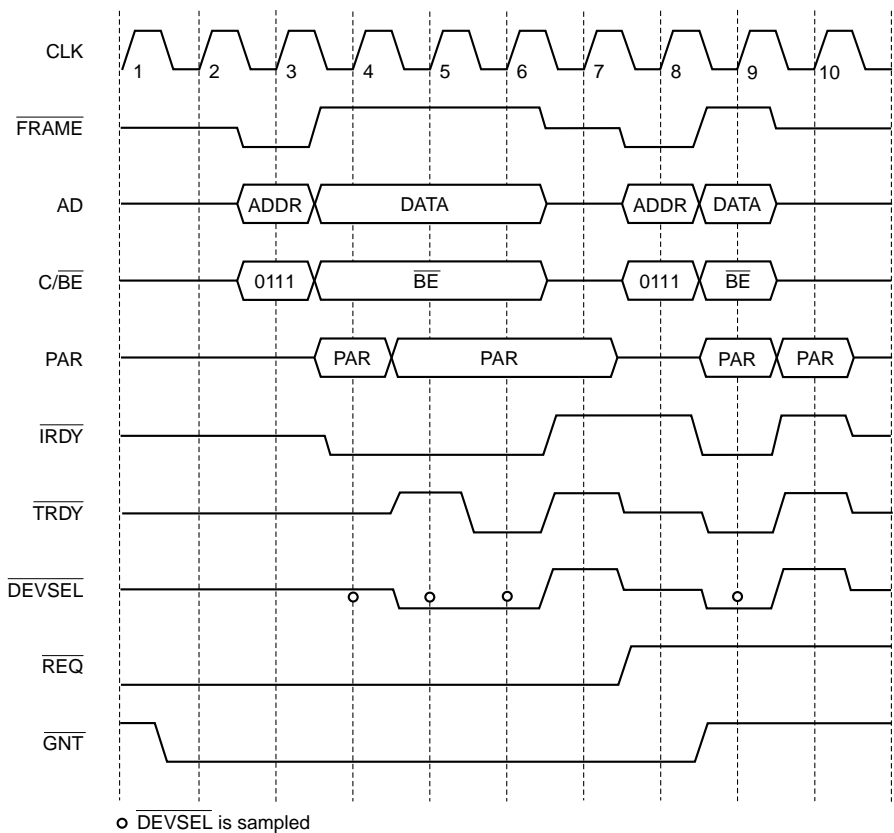 CLK
1 2 3 4 5 6 7 8 9 10
FRAME
AD ADDR DATA ADDR DATA
C/BE 0111 BE 0111 BE
PAR PAR PAR PAR PAR
IRDY
TRDY
DEVSEL
REQ
GNT
DEVSEL is sampled